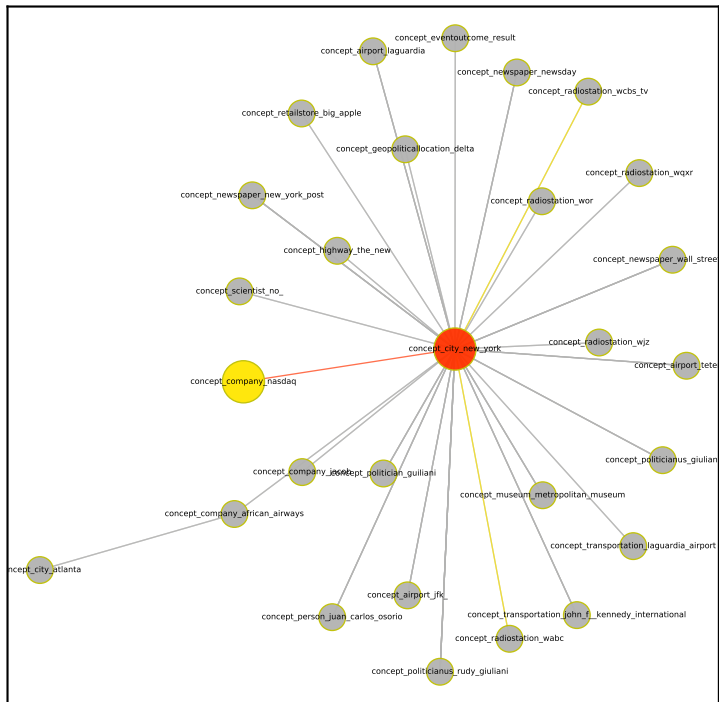 concept_eventoutcome_result
concept_airport_laguardia
concept_newspaper_newsday
concept_radiostation_wcbs_tv
concept_retailstore_big_apple
concept_geopoliticallocation_delta
concept_radiostation_wqxr
concept_newspaper_new_york_post
concept_radiostation_wor
concept_highway_the_new
concept_newspaper_wall_street
concept_scientist_no_
concept_radiostation_wjz
concept_city_new_york
concept_airport_tete
concept_company_nasdaq
concept_politicianus_giulian
concept_company_jacob
concept_politician_guiliani
concept_museum_metropolitan_museum
concept_company_african_airways
concept_transportation_laguardia_airport
ncept_city_atlanta
concept_airport_jfk_
concept_person_juan_carlos_osorio
concept_transportation_john_f__kennedy_international
concept_radiostation_wabc
concept_politicianus_rudy_giuliani